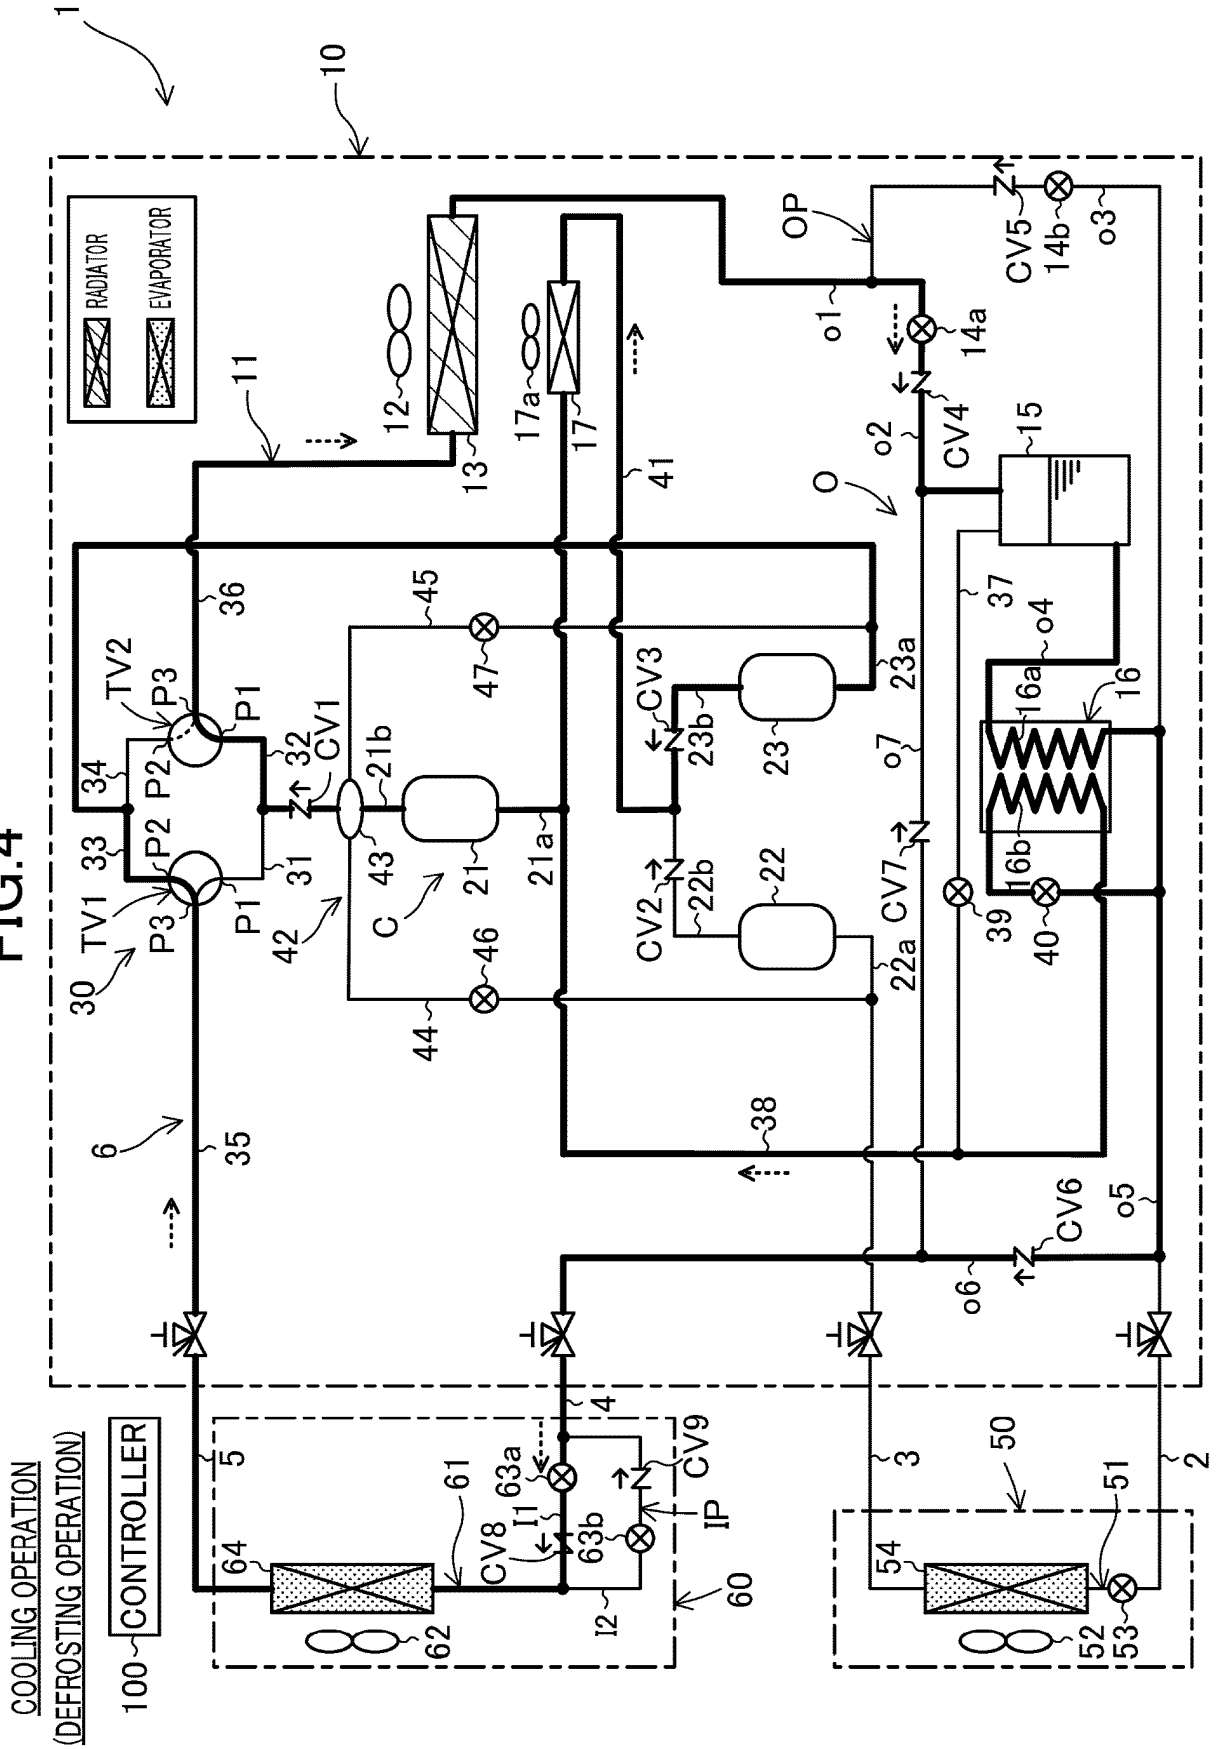 FIG.4
COOLING OPERATION
(DEFROSTING OPERATION)
100
CONTROLLER
RADIATOR
EVAPORATOR
1
10
11
12
13
17a
17
41
OP
o1
14a
CV4
o2
O
15
CV5
14b
o3
37
o4
16a
16
16b
39
40
o7
CV7
36
45
47
CV3
23b
23
23a
TV2
P3
P1
P2
34
32
CV1
21b
33
P2
TV1
P3
P1
31
30
42
43
C
21
21a
CV2
22b
22
22a
44
46
6
35
38
o5
CV6
o6
5
4
3
2
64
61
CV8
I1
63a
63b
CV9
IP
I2
62
60
50
54
51
52
53